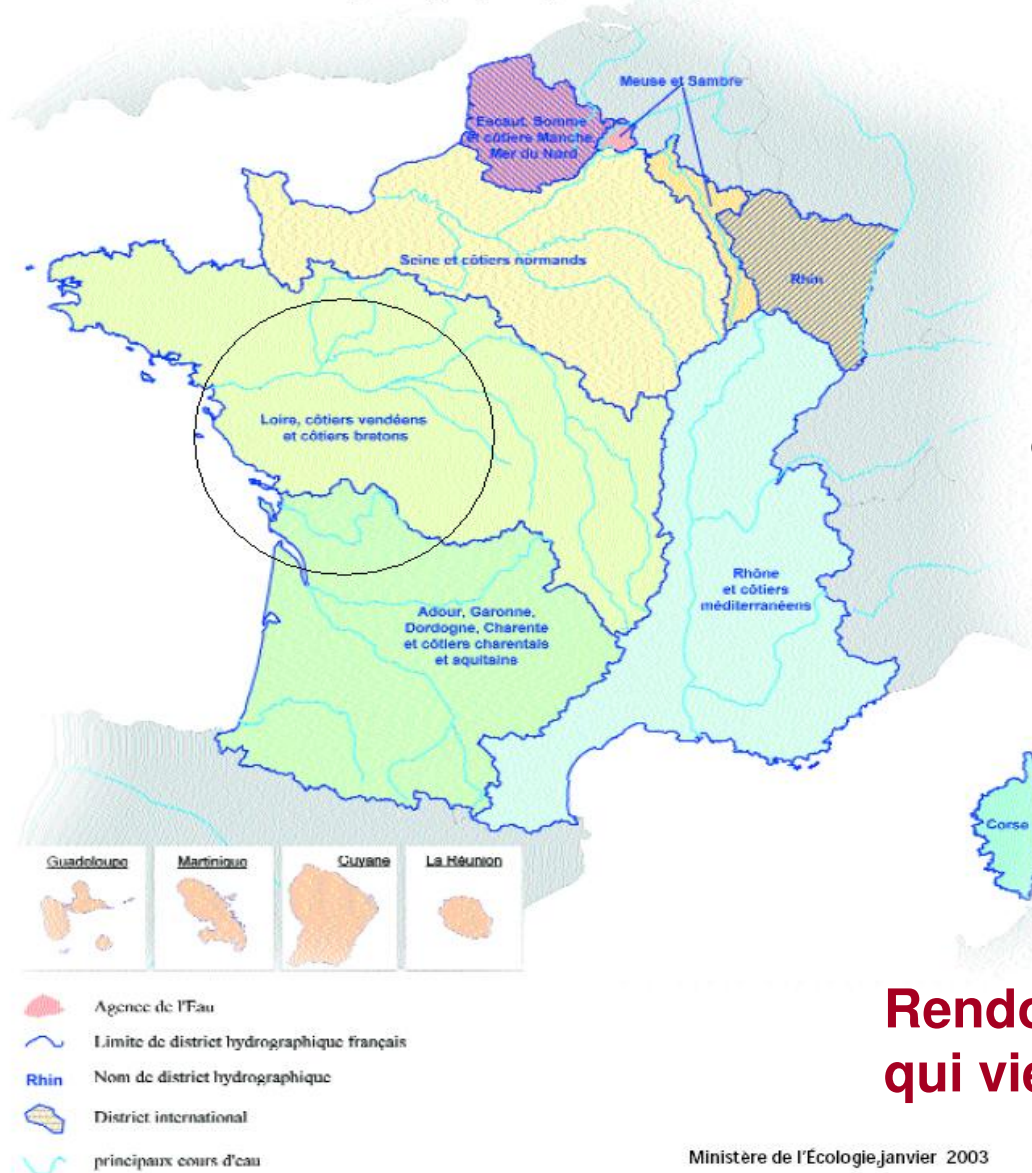 Meuse et Sambre
Escaut, Somme
et côtiere Manche,
Mer du Nord
Seine et côtiers normands
Rhin
Loire, côtiers vendéens
et côtiers bretons
Rhône
et côtiers
méditerranéens
Adour, Garonne,
Dordogne, Charente
et côtiers charentais
et aquitains
Corse
Guadeloupe
Martinique
Guyane
La Réunion
Agence de l'Eau
Limite de district hydrographique français
Rhin Nom de district hydrographique
District international
principaux cours d'eau
Rendo
qui vie
Ministère de l'Écologie,janvier 2003